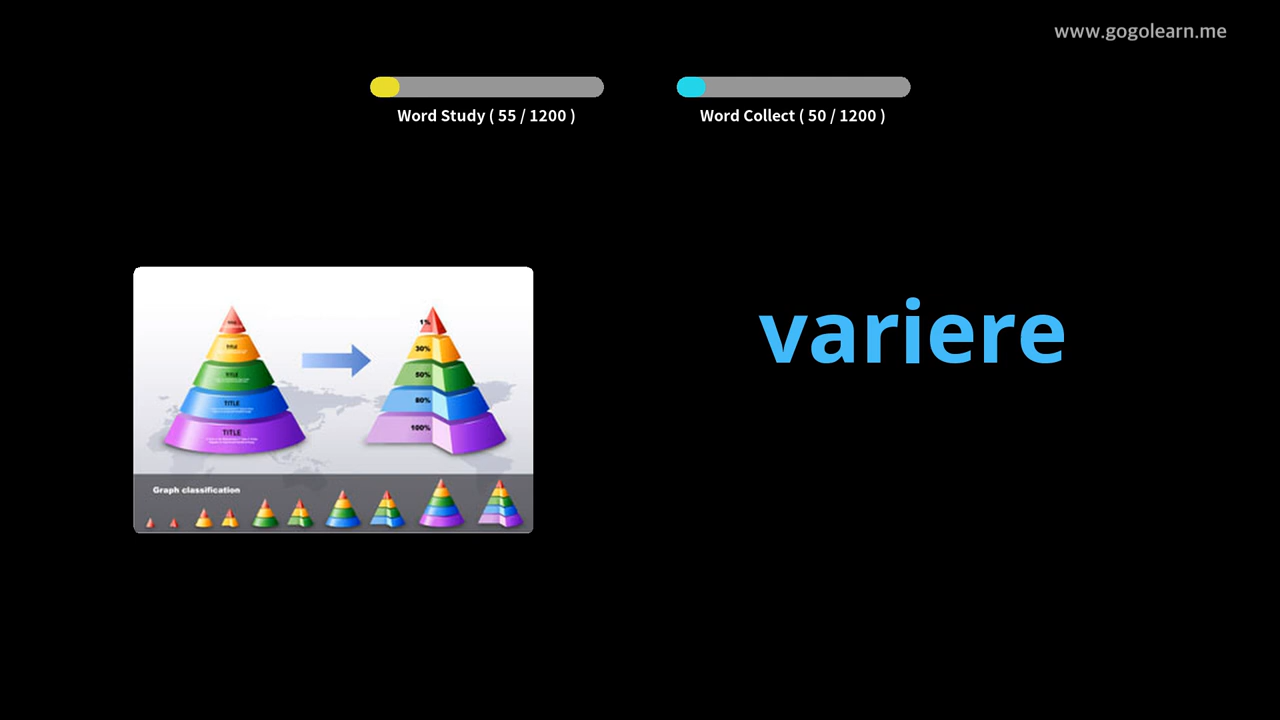 www.gogolearn.me
Word Study ( 55 / 1200 )
Word Collect ( 50 / 1200 )
variere
TITLE
TITLE
TITLE
TITLE
1%
30%
50%
80%
100%
Graph classification